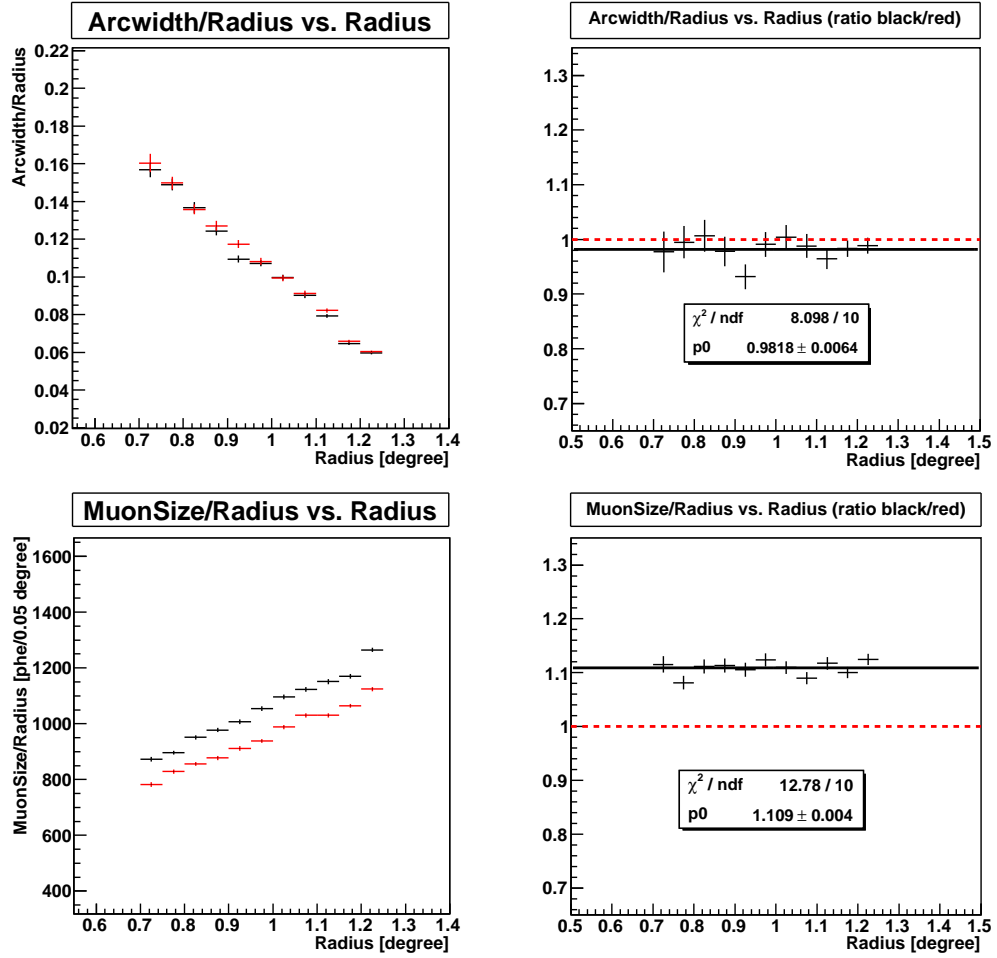 Arcwidth/Radius vs. Radius
Arcwidth/Radius
0.22
0.2
0.18
0.16
0.14
0.12
0.1
0.08
0.06
0.04
0.02
0.6 0.7 0.8 0.9 1 1.1 1.2 1.3 1.4
Radius [degree]
Arcwidth/Radius vs. Radius (ratio black/red)
1.3
1.2
1.1
1
0.9
0.8
0.7
χ² / ndf 8.098 / 10
p0 0.9818 ± 0.0064
0.5 0.6 0.7 0.8 0.9 1 1.1 1.2 1.3 1.4 1.5
Radius [degree]
MuonSize/Radius vs. Radius
MuonSize/Radius [phe/0.05 degree]
1600
1400
1200
1000
800
600
400
0.6 0.7 0.8 0.9 1 1.1 1.2 1.3 1.4
Radius [degree]
MuonSize/Radius vs. Radius (ratio black/red)
1.3
1.2
1.1
1
0.9
0.8
0.7
χ² / ndf 12.78 / 10
p0 1.109 ± 0.004
0.5 0.6 0.7 0.8 0.9 1 1.1 1.2 1.3 1.4 1.5
Radius [degree]